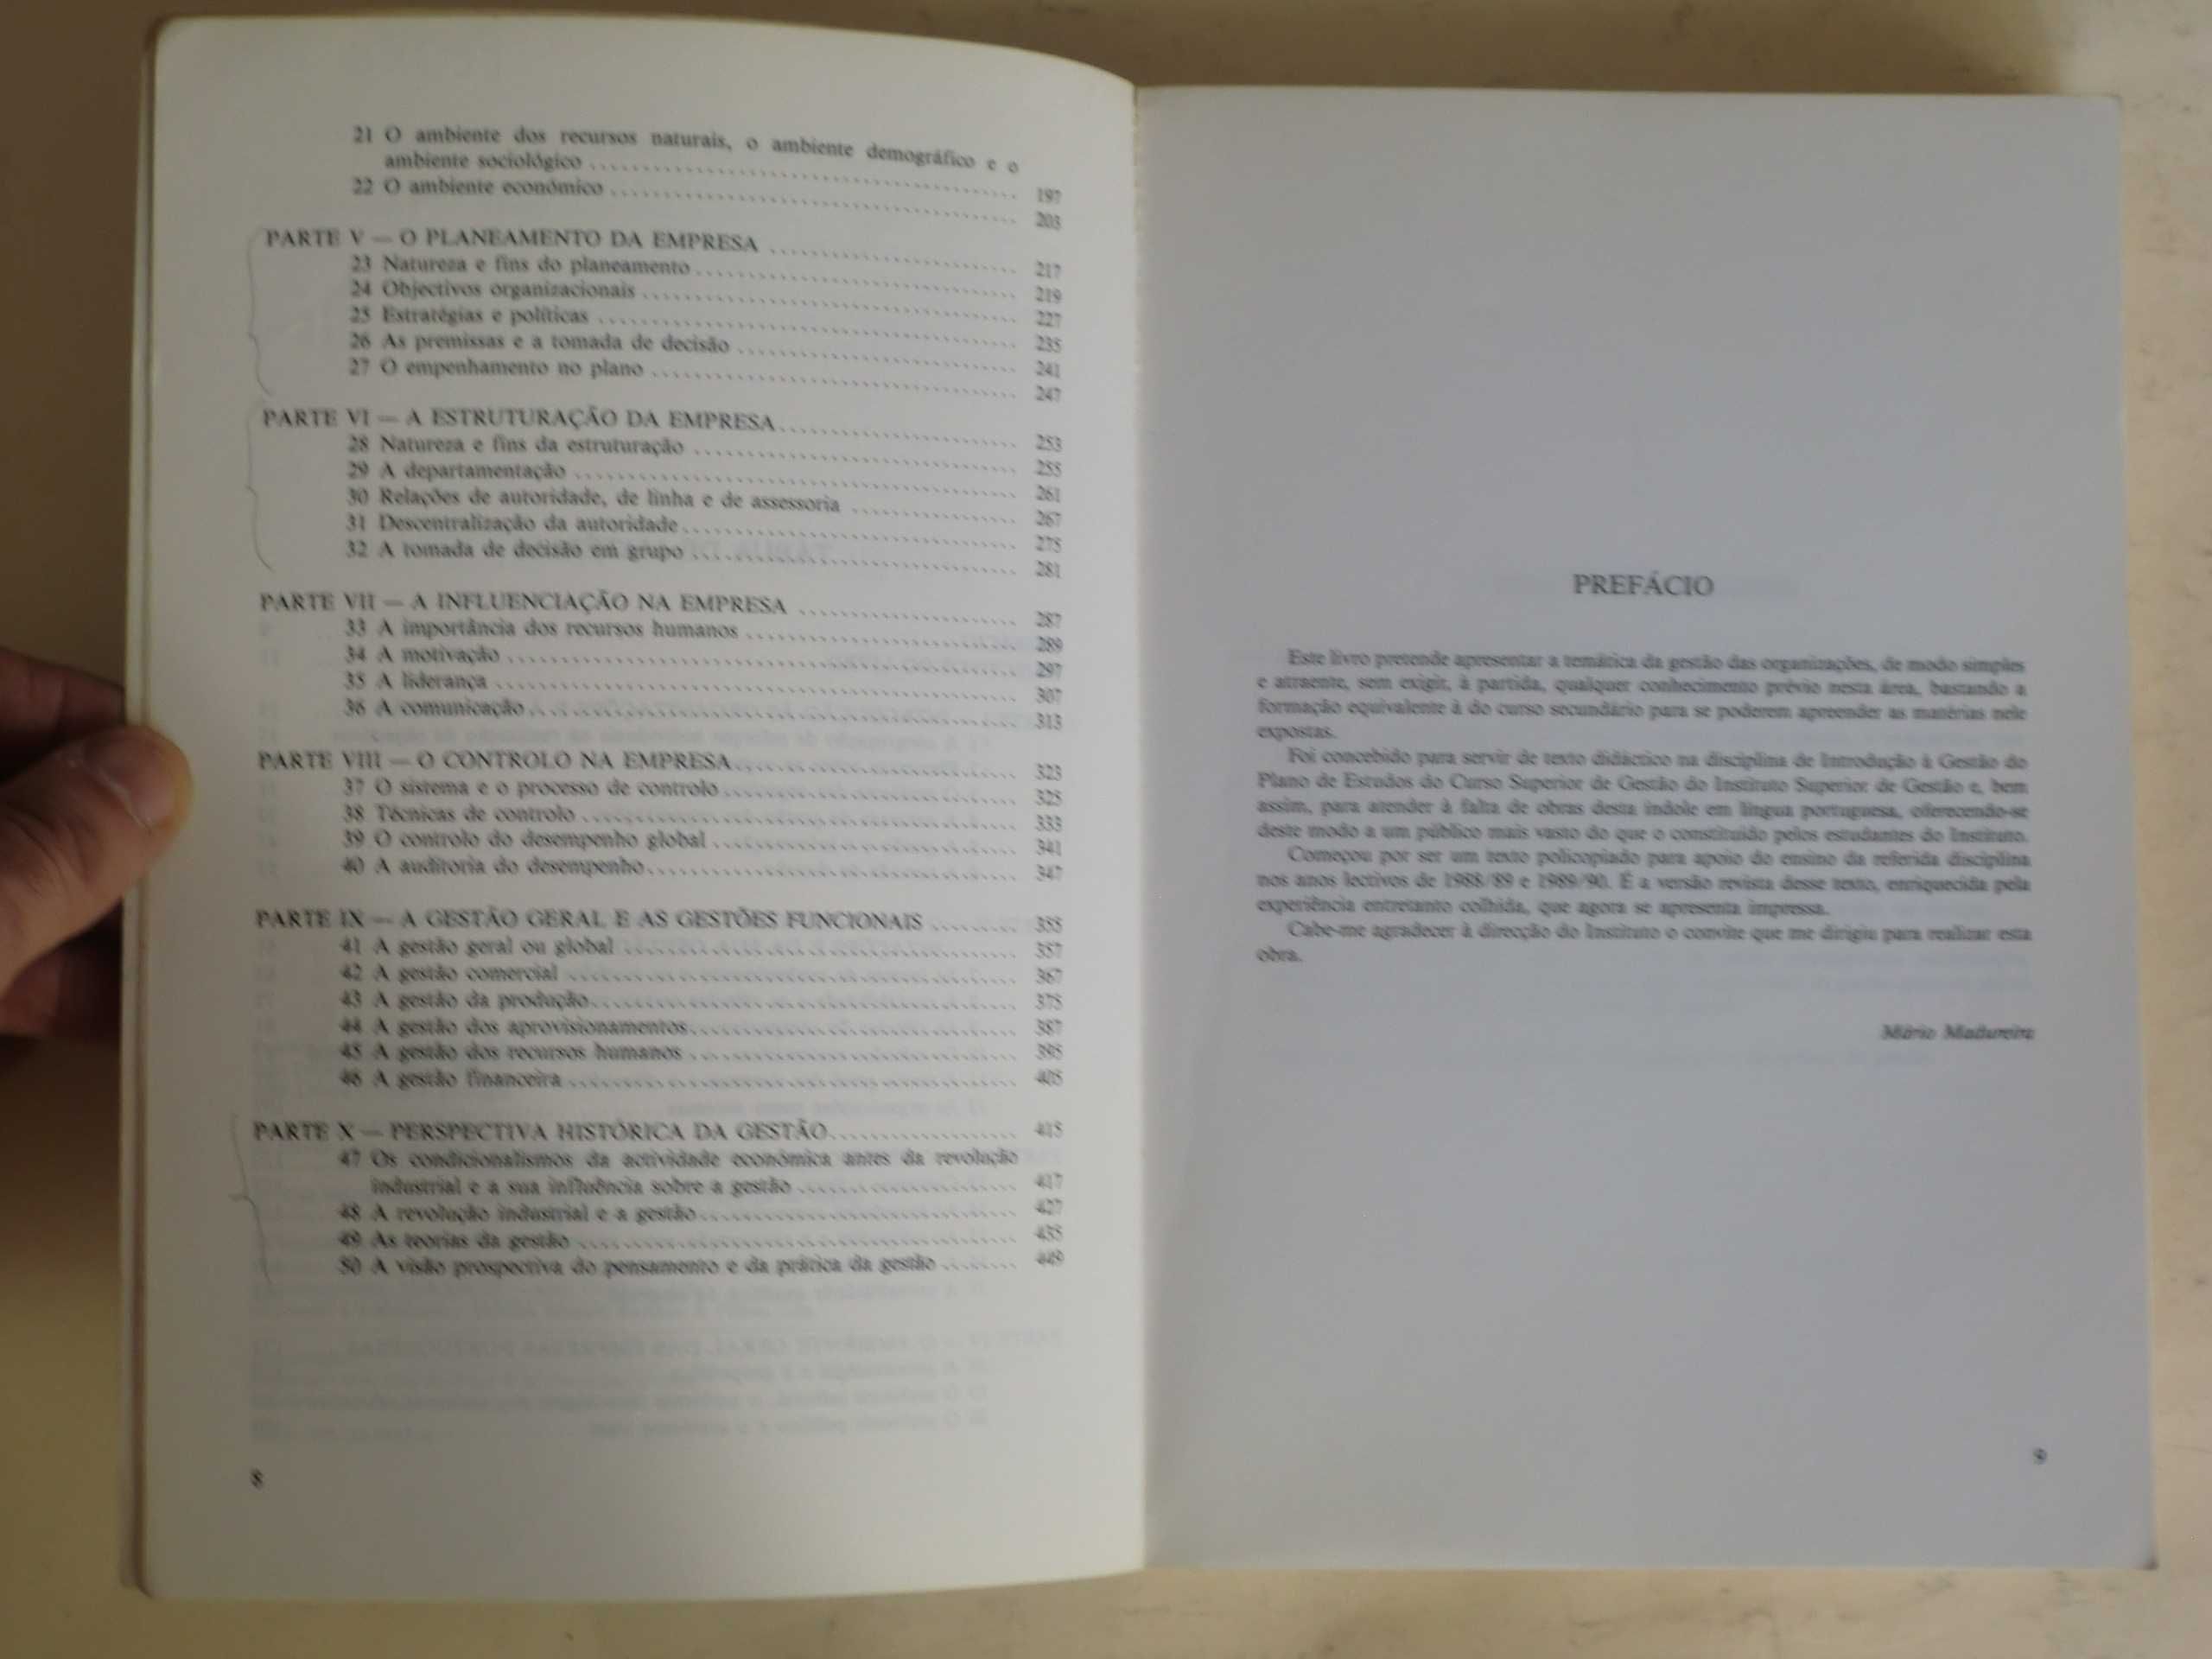 21 O ambiente dos recursos naturais, o ambiente demográfico e o
ambiente sociológico ........ 197
22 O ambiente económico ........ 203
PARTE V — O PLANEAMENTO DA EMPRESA ........ 217
23 Natureza e fins do planeamento ........ 219
24 Objectivos organizacionais ........ 227
25 Estratégias e políticas ........ 235
26 As premissas e a tomada de decisão ........ 241
27 O empenhamento no plano ........ 247
PARTE VI — A ESTRUTURAÇÃO DA EMPRESA ........ 253
28 Natureza e fins da estruturação ........ 255
29 A departamentação ........ 261
30 Relações de autoridade, de linha e de assessoria ........ 267
31 Descentralização da autoridade ........ 275
32 A tomada de decisão em grupo ........ 281
PARTE VII — A INFLUENCIAÇÃO NA EMPRESA ........ 287
33 A importância dos recursos humanos ........ 289
34 A motivação ........ 297
35 A liderança ........ 307
36 A comunicação ........ 313
PARTE VIII — O CONTROLO NA EMPRESA ........ 323
37 O sistema e o processo de controlo ........ 325
38 Técnicas de controlo ........ 333
39 O controlo do desempenho global ........ 341
40 A auditoria do desempenho ........ 347
PARTE IX — A GESTÃO GERAL E AS GESTÕES FUNCIONAIS ........ 355
41 A gestão geral ou global ........ 357
42 A gestão comercial ........ 367
43 A gestão da produção ........ 375
44 A gestão dos aprovisionamentos ........ 387
45 A gestão dos recursos humanos ........ 395
46 A gestão financeira ........ 405
PARTE X — PERSPECTIVA HISTÓRICA DA GESTÃO ........ 415
47 Os condicionalismos da actividade económica antes da revolução
industrial e a sua influência sobre a gestão ........ 417
48 A revolução industrial e a gestão ........ 427
49 As teorias da gestão ........ 435
50 A visão prospectiva do pensamento e da prática da gestão ........ 449
8
PREFÁCIO
Este livro pretende apresentar a temática da gestão das organizações, de modo simples
e atraente, sem exigir, à partida, qualquer conhecimento prévio nesta área, bastando a
formação equivalente à do curso secundário para se poderem apreender as matérias nele
expostas.
Foi concebido para servir de texto didáctico na disciplina de Introdução à Gestão do
Plano de Estudos do Curso Superior de Gestão do Instituto Superior de Gestão e, bem
assim, para atender à falta de obras desta índole em língua portuguesa, oferecendo-se
deste modo a um público mais vasto do que o constituído pelos estudantes do Instituto.
Começou por ser um texto policopiado para apoio do ensino da referida disciplina
nos anos lectivos de 1988/89 e 1989/90. É a versão revista desse texto, enriquecida pela
experiência entretanto colhida, que agora se apresenta impressa.
Cabe-me agradecer à direcção do Instituto o convite que me dirigiu para realizar esta
obra.
Mário Madureira
9